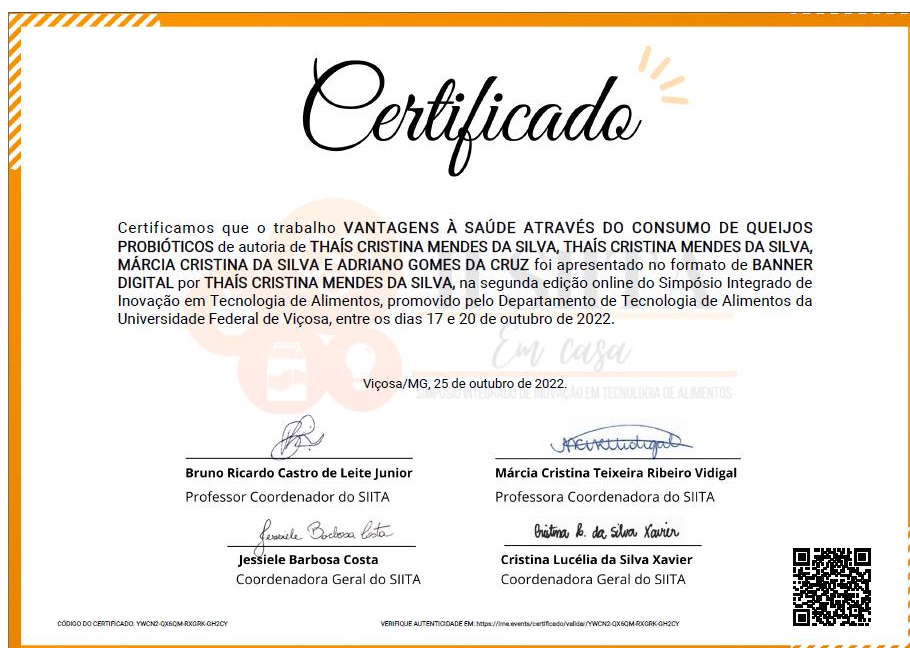 Certificado
Certificamos que o trabalho VANTAGENS À SAÚDE ATRAVÉS DO CONSUMO DE QUEIJOS
PROBIÓTICOS de autoria de THAÍS CRISTINA MENDES DA SILVA, THAÍS CRISTINA MENDES DA SILVA,
MÁRCIA CRISTINA DA SILVA E ADRIANO GOMES DA CRUZ foi apresentado no formato de BANNER
DIGITAL por THAÍS CRISTINA MENDES DA SILVA, na segunda edição online do Simpósio Integrado de
Inovação em Tecnologia de Alimentos, promovido pelo Departamento de Tecnologia de Alimentos da
Universidade Federal de Viçosa, entre os dias 17 e 20 de outubro de 2022.
Em casa
Viçosa/MG, 25 de outubro de 2022.
SIMPÓSIO INTEGRADO DE INOVAÇÃO EM TECNOLOGIA DE ALIMENTOS
Bruno Ricardo Castro de Leite Junior
Professor Coordenador do SIITA
Márcia Cristina Teixeira Ribeiro Vidigal
Professora Coordenadora do SIITA
Jessiele Barbosa Costa
Jessiele Barbosa Costa
Coordenadora Geral do SIITA
Cristina L. da Silva Xavier
Cristina Lucélia da Silva Xavier
Coordenadora Geral do SIITA
CÓDIGO DO CERTIFICADO: YWCN2-QX6QM-RXGRK-GH2CY
VERIFIQUE AUTENTICIDADE EM: https://ime.events/certificado/validar/YWCN2-QX6QM-RXGRK-GH2CY